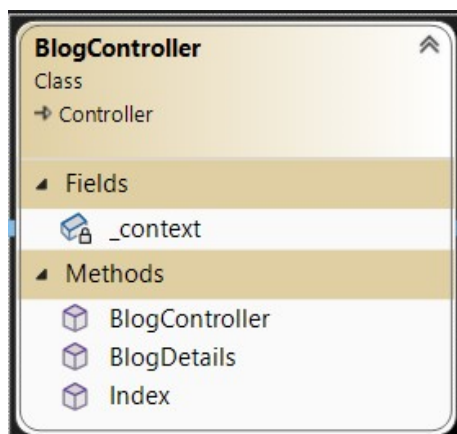 BlogController
Class
Controller
Fields
_context
Methods
BlogController
BlogDetails
Index